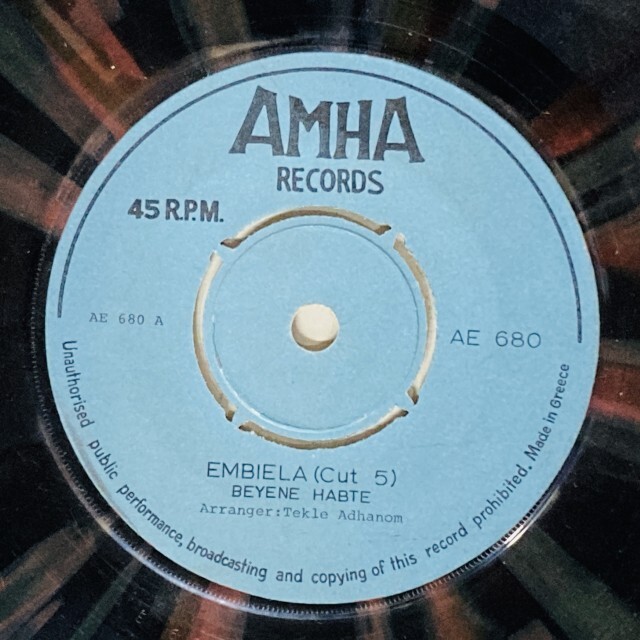 AMHA
RECORDS
45 R.P.M.
AE 680 A
AE 680
EMBIELA (Cut 5)
BEYENE HABTE
Arranger:Tekle Adhanom
Unauthorised public performance, broadcasting and copying of this record prohibited. Made in greece